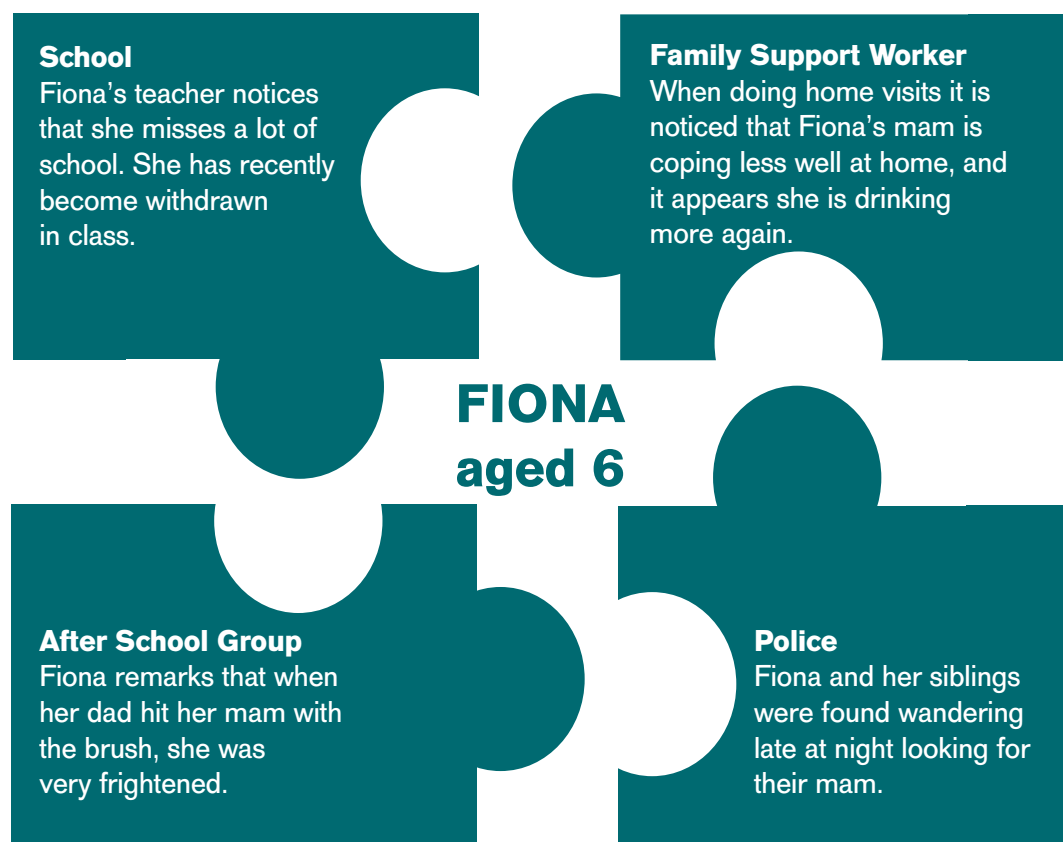 School
Fiona’s teacher notices
that she misses a lot of
school. She has recently
become withdrawn
in class.
Family Support Worker
When doing home visits it is
noticed that Fiona’s mam is
coping less well at home, and
it appears she is drinking
more again.
FIONA
aged 6
After School Group
Fiona remarks that when
her dad hit her mam with
the brush, she was
very frightened.
Police
Fiona and her siblings
were found wandering
late at night looking for
their mam.